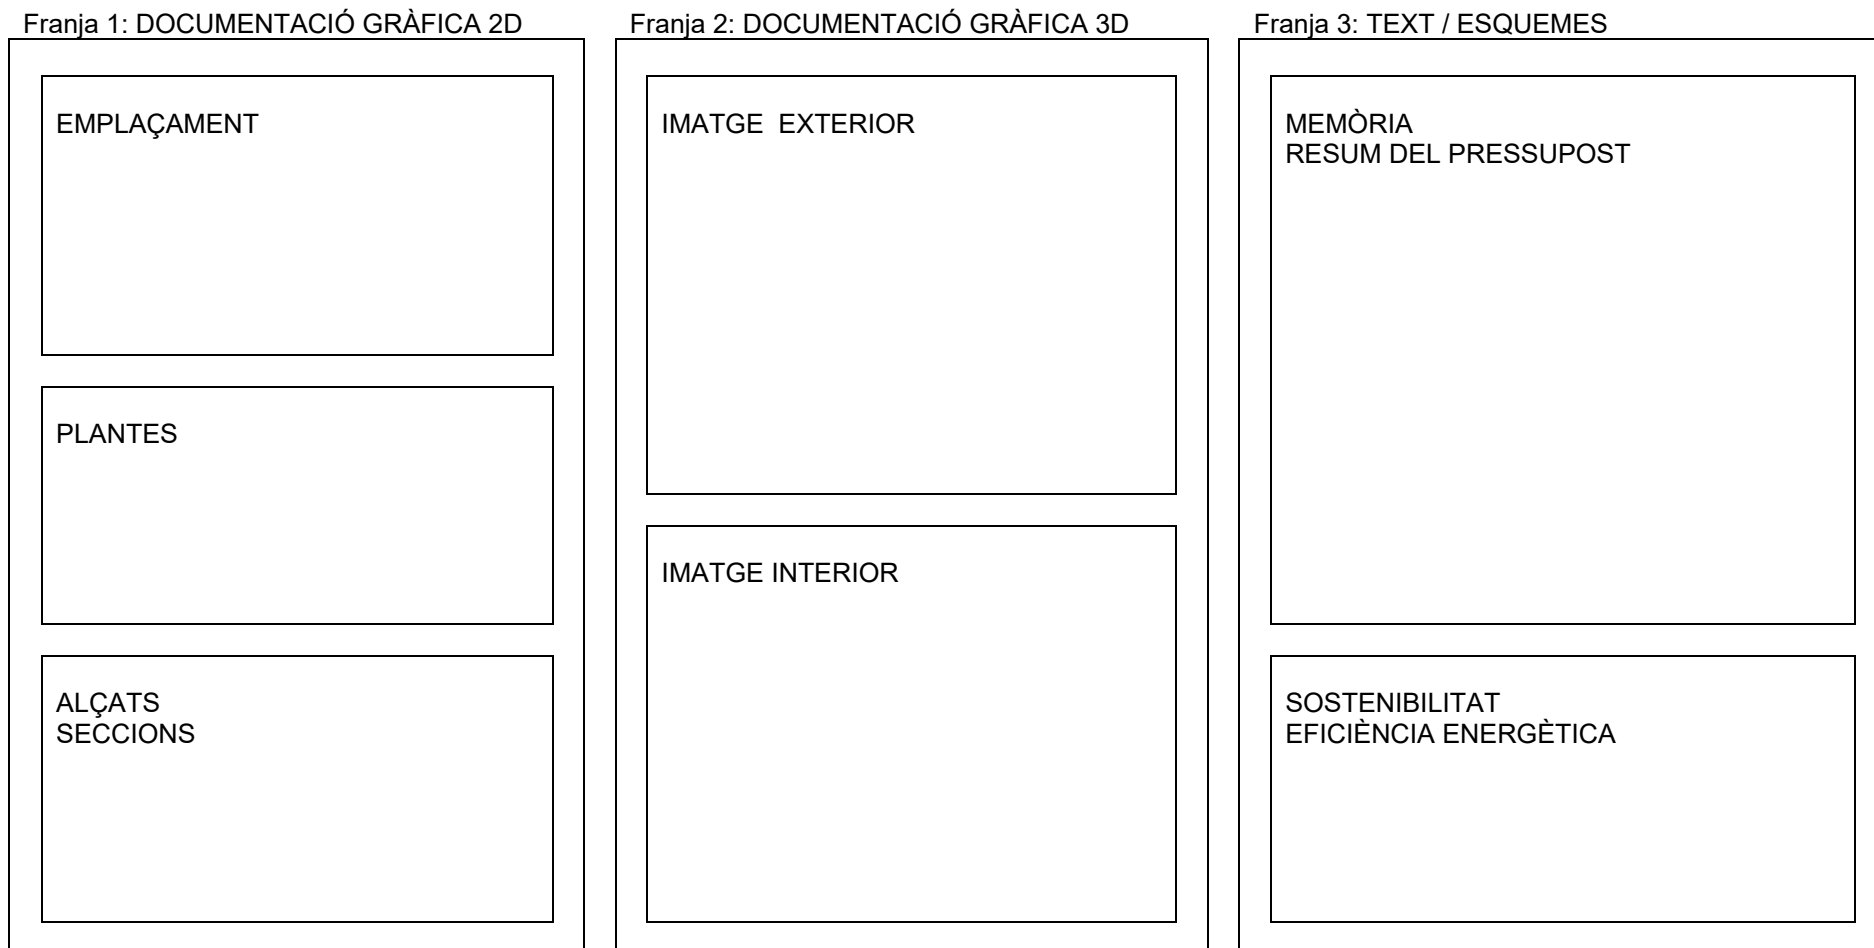 Franja 1: DOCUMENTACIÓ GRÀFICA 2D
EMPLAÇAMENT
PLANTES
ALÇATS
SECCIONS
Franja 2: DOCUMENTACIÓ GRÀFICA 3D
IMATGE EXTERIOR
IMATGE INTERIOR
Franja 3: TEXT / ESQUEMES
MEMÒRIA
RESUM DEL PRESSUPOST
SOSTENIBILITAT
EFICIÈNCIA ENERGÈTICA